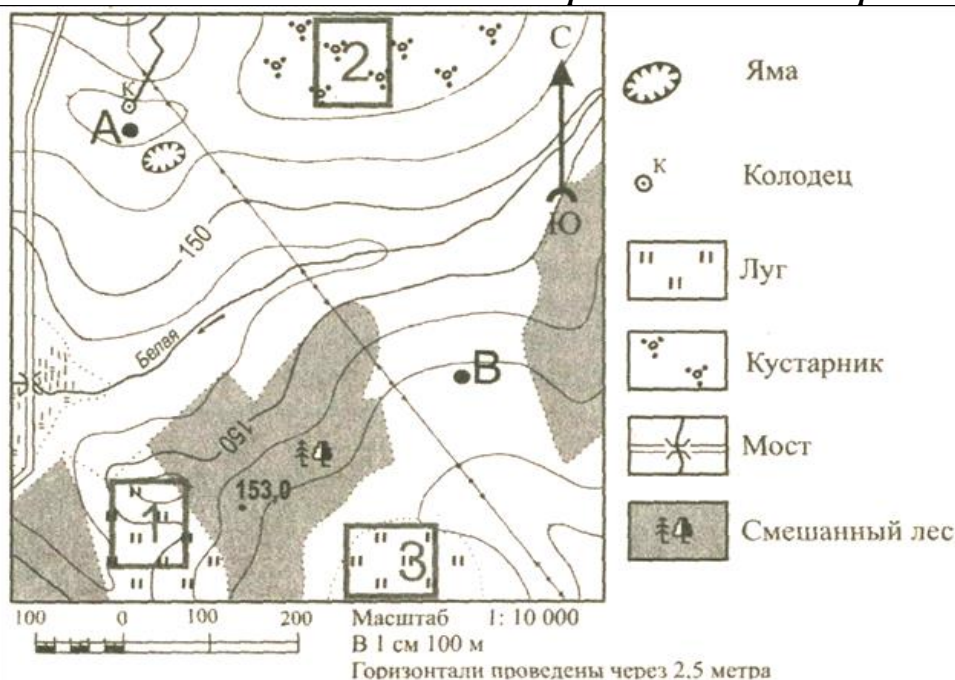 2
С
К
А
Ю
150
Белая
В
150
153,0
1
3
Яма
К
Колодец
Луг
Кустарник
Мост
Смешанный лес
100 0 100 200
Масштаб 1: 10 000
В 1 см 100 м
Горизонтали проведены через 2,5 метра